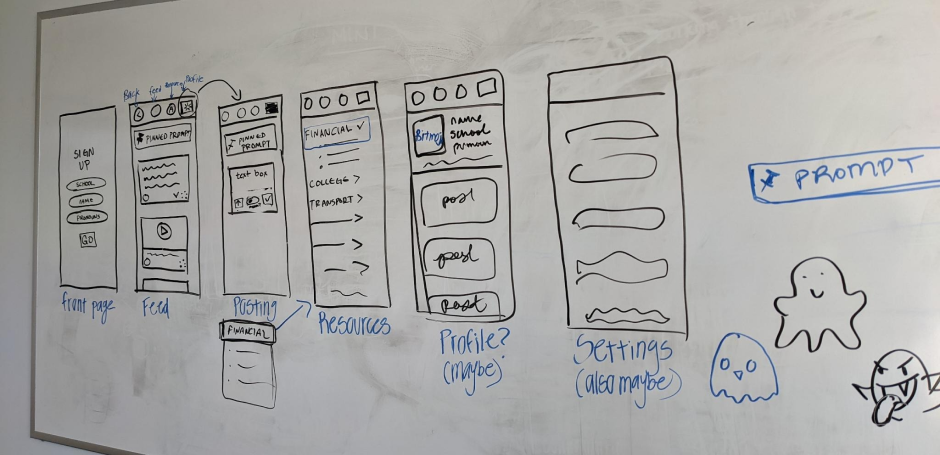 SIGN
UP
SCHOOL
NAME
PRONOUNS
GO
front page
Back
feed
Profile
PINNED PROMPT
Feed
PINNED
PROMPT
text box
Posting
FINANCIAL
FINANCIAL ✓
COLLEGE >
TRANSPORT >
Resources
Bitmoji
name
school
pronoun
post
post
post
Profile?
(maybe)
Settings
(also maybe)
PROMPT